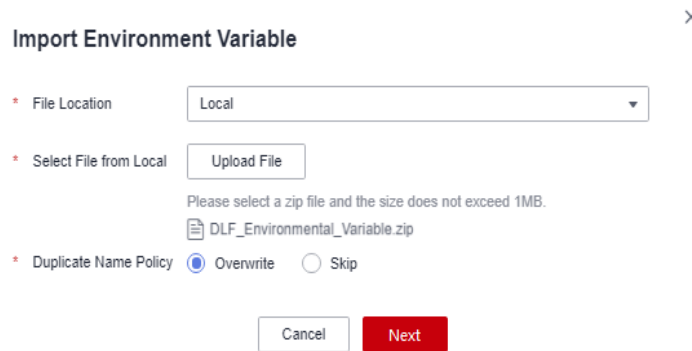 Import Environment Variable
* File Location Local
* Select File from Local Upload File
Please select a zip file and the size does not exceed 1MB.
DLF_Environmental_Variable.zip
* Duplicate Name Policy Overwrite Skip
Cancel Next